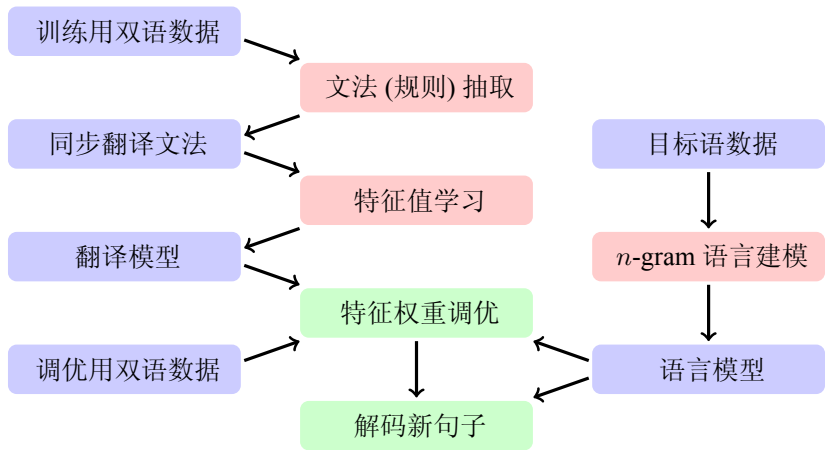 训练用双语数据
文法 (规则) 抽取
同步翻译文法
目标语数据
特征值学习
翻译模型
n-gram 语言建模
特征权重调优
调优用双语数据
语言模型
解码新句子